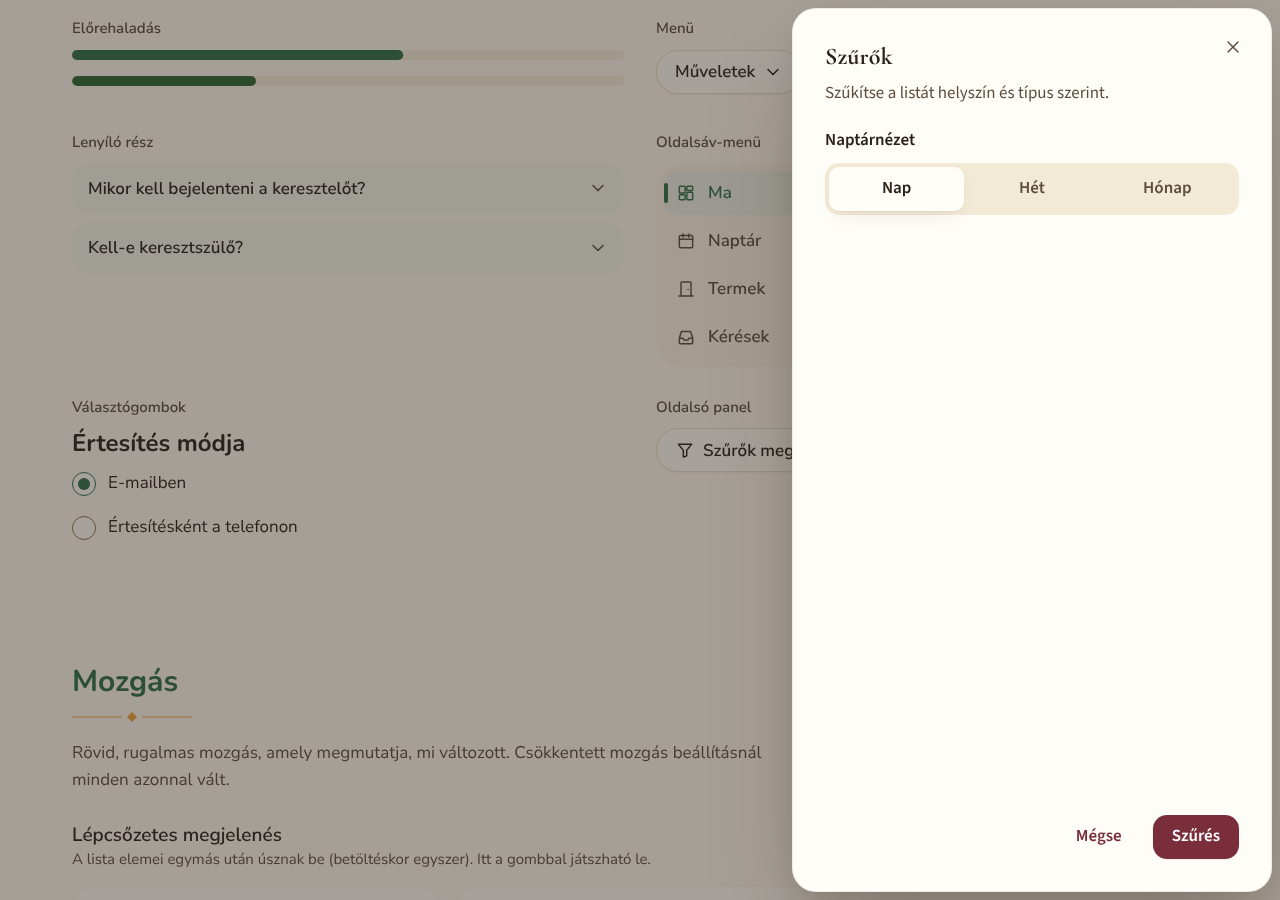 Előrehaladás
Menü
Műveletek
Lenyíló rész
Mikor kell bejelenteni a keresztelőt?
Kell-e keresztszülő?
Oldalsáv-menü
Ma
Naptár
Termek
Kérések
Választógombok
Értesítés módja
E-mailben
Értesítésként a telefonon
Oldalsó panel
Szűrők meg
Mozgás
Rövid, rugalmas mozgás, amely megmutatja, mi változott. Csökkentett mozgás beállításnál
minden azonnal vált.
Lépcsőzetes megjelenés
A lista elemei egymás után úsznak be (betöltéskor egyszer). Itt a gombbal játszható le.
Szűrők
Szűkítse a listát helyszín és típus szerint.
Naptárnézet
Nap
Hét
Hónap
Mégse
Szűrés